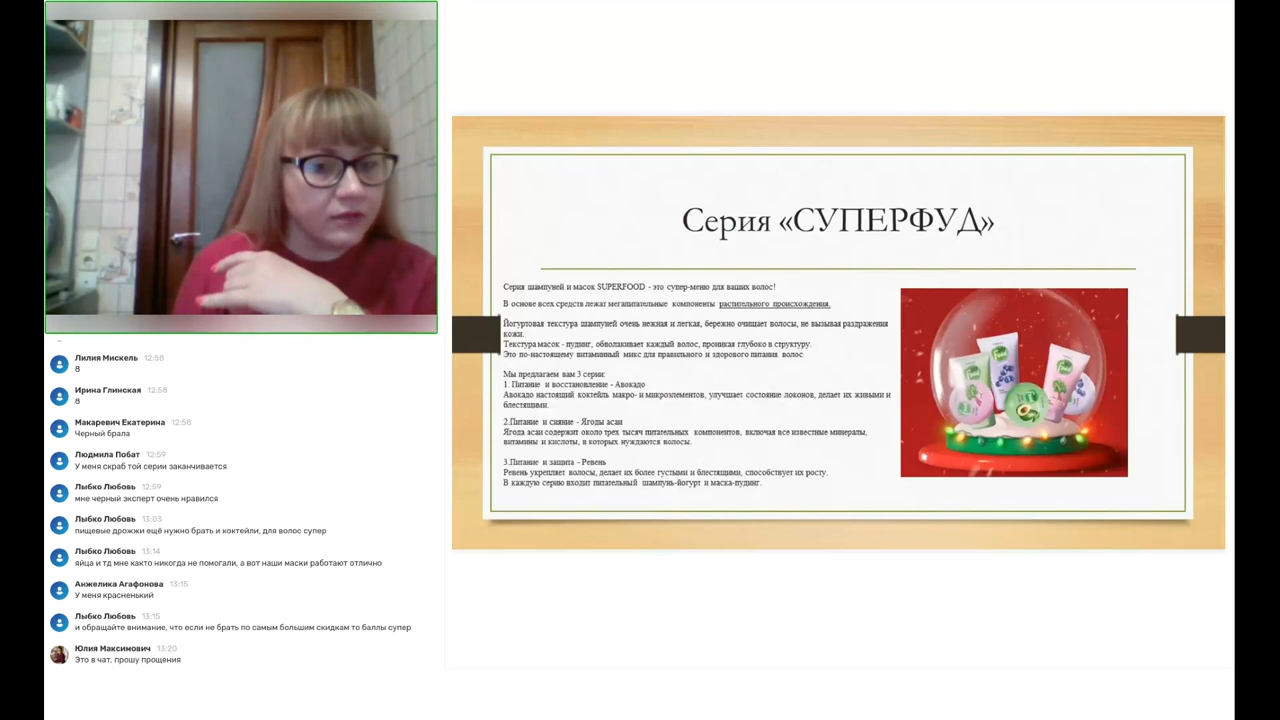 Лилия Мискель 12:58
8
Ирина Глинская 12:58
8
Макаревич Екатерина 12:58
Черный брала
Людмила Побат 12:59
У меня скраб той серии заканчивается
Лыбко Любовь 12:59
мне черный эксперт очень нравился
Лыбко Любовь 13:03
пищевые дрожжи ещё нужно брать и коктейли, для волос супер
Лыбко Любовь 13:14
яйца и тд мне както никогда не помогали, а вот наши маски работают отлично
Анжелика Агафонова 13:15
У меня красненький
Лыбко Любовь 13:15
и обращайте внимание, что если не брать по самым большим скидкам то баллы супер
Юлия Максимович 13:20
Это в чат, прошу прощения
Серия «СУПЕРФУД»
Серия шампуней и масок SUPERFOOD - это супер-меню для ваших волос!
В основе всех средств лежат мегапитательные компоненты растительного происхождения.
Йогуртовая текстура шампуней очень нежная и легкая, бережно очищает волосы, не вызывая раздражения
кожи.
Текстура масок - пудинг, обволакивает каждый волос, проникая глубоко в структуру.
Это по-настоящему витаминный микс для правильного и здорового питания волос
Мы предлагаем вам 3 серии:
1. Питание и восстановление - Авокадо
Авокадо настоящий коктейль макро- и микроэлементов, улучшает состояние локонов, делает их живыми и
блестящими.
2.Питание и сияние - Ягоды асаи
Ягода асаи содержит около трех тысяч питательных компонентов, включая все известные минералы,
витамины и кислоты, в которых нуждаются волосы.
3.Питание и защита - Ревень
Ревень укрепляет волосы, делает их более густыми и блестящими, способствует их росту.
В каждую серию входит питательный шампунь-йогурт и маска-пудинг.